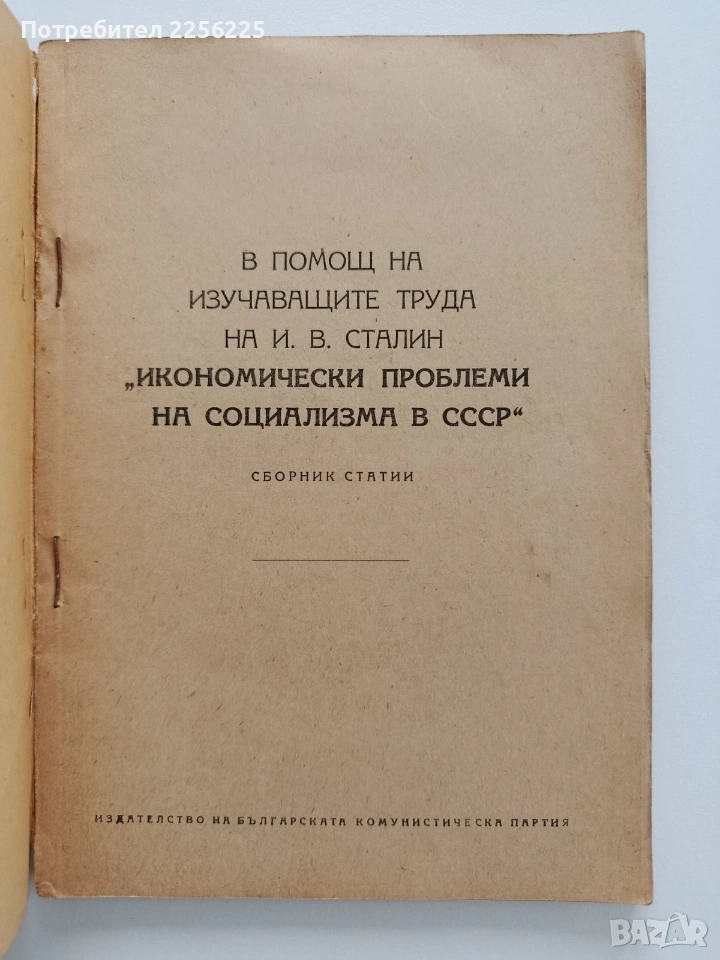 Потребител 2256225
В ПОМОЩ НА
ИЗУЧАВАЩИТЕ ТРУДА
НА И. В. СТАЛИН
„ИКОНОМИЧЕСКИ ПРОБЛЕМИ
НА СОЦИАЛИЗМА В СССР“
СБОРНИК СТАТИИ
ИЗДАТЕЛСТВО НА БЪЛГАРСКАТА КОМУНИСТИЧЕСКА ПАРТИЯ
BAZAR